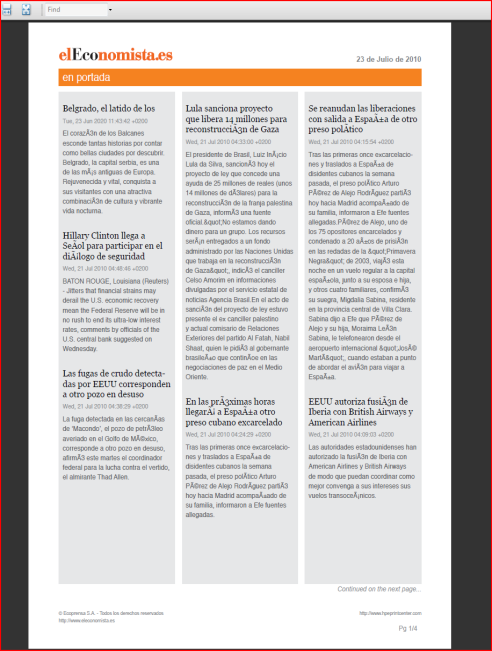 Find
elEconomista.es
23 de Julio de 2010
en portada
Belgrado, el latido de los
Tue, 23 Jun 2020 11:43:42 +0200
El corazÃ3n de los Balcanes
esconde tantas historias por contar
como bellas ciudades por descubrir.
Belgrado, la capital serbia, es una
de las mÃ¡s antiguas de Europa.
Rejuvenecida y vital, conquista a
sus visitantes con una atractiva
combinaciÃ3n de cultura y vibrante
vida nocturna.
Hillary Clinton llega a
SeÃºl para participar en el
diÃ¡logo de seguridad
Wed, 21 Jul 2010 04:48:46 +0200
BATON ROUGE, Louisiana (Reuters)
- Jitters that financial strains may
derail the U.S. economic recovery
mean the Federal Reserve will be in
no rush to end its ultra-low interest
rates, comments by officials of the
U.S. central bank suggested on
Wednesday.
Las fugas de crudo detecta-
das por EEUU corresponden
a otro pozo en desuso
Wed, 21 Jul 2010 04:38:29 +0200
La fuga detectada en las cercanÃas
de 'Macondo', el pozo de petrÃ3leo
averiado en el Golfo de MÃ©xico,
corresponde a otro pozo en desuso,
afirmÃ3 este martes el coordinador
federal para la lucha contra el vertido,
el almirante Thad Allen.
Lula sanciona proyecto
que libera 14 millones para
reconstrucciÃ3n de Gaza
Wed, 21 Jul 2010 04:33:00 +0200
El presidente de Brasil, Luiz InÃ¡cio
Lula da Silva, sancionÃ3 hoy el
proyecto de ley que concede una
ayuda de 25 millones de reales (unos
14 millones de dÃ3lares) para la
reconstrucciÃ3n de la franja palestina
de Gaza, informÃ3 una fuente
oficial.&quot;No estamos dando
dinero para un grupo. Los recursos
serÃ¡n entregados a un fondo
administrado por las Naciones Unidas
que trabaja en la reconstrucciÃ3n
de Gaza&quot;, indicÃ3 el canciller
Celso Amorim en informaciones
divulgadas por el servicio estatal de
noticias Agencia Brasil.En el acto de
sanciÃ3n del proyecto de ley estuvo
presente el ex canciller palestino
y actual comisario de Relaciones
Exteriores del partido Al Fatah, Nabil
Shaat, quien le pidiÃ3 al gobernante
brasileÃ±o que continÃºe en las
negociaciones de paz en el Medio
Oriente.
En las prÃ3ximas horas
llegarÃ¡ a EspaÃ±a otro
preso cubano excarcelado
Wed, 21 Jul 2010 04:24:29 +0200
Tras las primeras once excarcelacio-
nes y traslados a EspaÃ±a de
disidentes cubanos la semana
pasada, el preso polÃtico Arturo
PÃ©rez de Alejo RodrÃguez partiÃ3
hoy hacia Madrid acompaÃ±ado de
su familia, informaron a Efe fuentes
allegadas.
Se reanudan las liberaciones
con salida a EspaÃ±a de otro
preso polÃtico
Wed, 21 Jul 2010 04:15:54 +0200
Tras las primeras once excarcelacio-
nes y traslados a EspaÃ±a de
disidentes cubanos la semana
pasada, el preso polÃtico Arturo
PÃ©rez de Alejo RodrÃguez partiÃ3
hoy hacia Madrid acompaÃ±ado de
su familia, informaron a Efe fuentes
allegadas.PÃ©rez de Alejo, uno de
los 75 opositores encarcelados y
condenado a 20 aÃ±os de prisiÃ3n
en las redadas de la &quot;Primavera
Negra&quot; de 2003, viajÃ3 esta
noche en un vuelo regular a la capital
espaÃ±ola, junto a su esposa e hija,
y otros cuatro familiares, confirmÃ3
su suegra, Migdalia Sabina, residente
en la provincia central de Villa Clara.
Sabina dijo a Efe que PÃ©rez de
Alejo y su hija, Moraima LeÃ3n
Sabina, le telefonearon desde el
aeropuerto internacional &quot;JosÃ©
MartÃ&quot;, cuando estaban a punto
de abordar el aviÃ3n para viajar a
EspaÃ±a.
EEUU autoriza fusiÃ3n de
Iberia con British Airways y
American Airlines
Wed, 21 Jul 2010 04:09:03 +0200
Las autoridades estadounidenses han
autorizado la fusiÃ3n de Iberia con
American Airlines y British Airways
de modo que puedan coordinar como
mejor convenga a sus intereses sus
vuelos transoceÃ¡nicos.
Continued on the next page...
© Ecoprensa S.A. - Todos los derechos reservados
http://www.eleconomista.es
http://www.hpeprintcenter.com
Pg 1/4